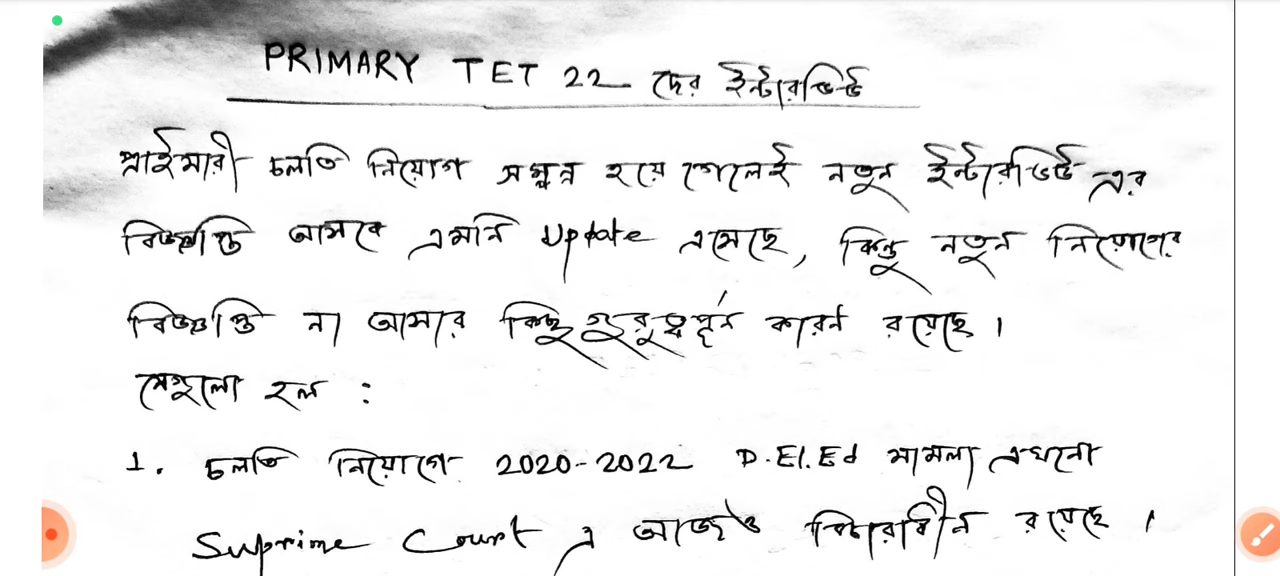 PRIMARY TET 22 দের ইন্টারভিউ
প্রাইমারী চলতি নিয়োগ সম্পন্ন হয়ে গেলেই নতুন ইন্টারভিউ এর
বিজ্ঞপ্তি আসবে এমনি Update এসেছে, কিন্তু নতুন নিয়োগের
বিজ্ঞপ্তি না আসার কিছু গুরুত্বপূর্ন কারন রয়েছে।
সেগুলো হল :
1. চলতি নিয়োগে 2020-2022 D.El.Ed মামলা এখনো
Supreme Court এ আজও বিচারাধীন রয়েছে।